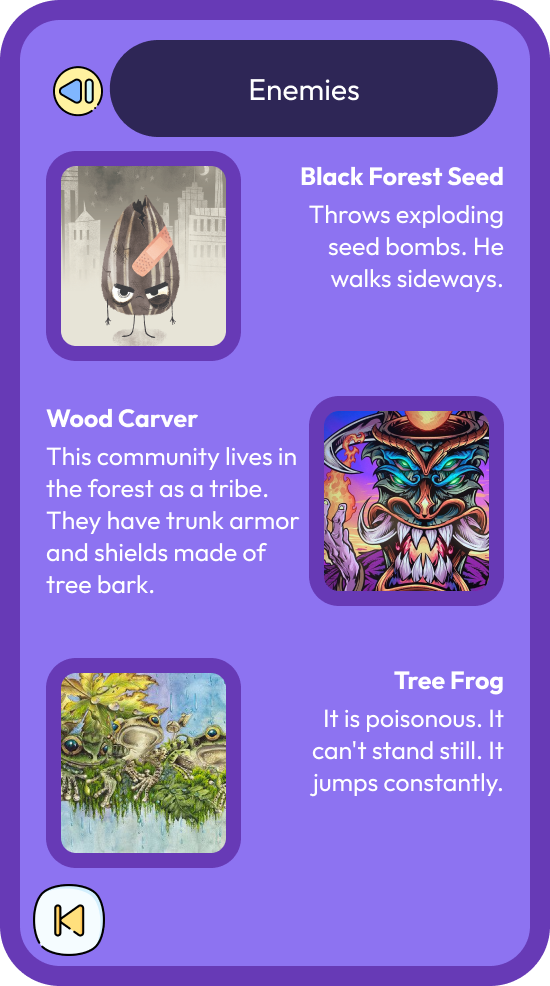 Enemies
Black Forest Seed
Throws exploding
seed bombs. He
walks sideways.
Wood Carver
This community lives in
the forest as a tribe.
They have trunk armor
and shields made of
tree bark.
Tree Frog
It is poisonous. It
can't stand still. It
jumps constantly.